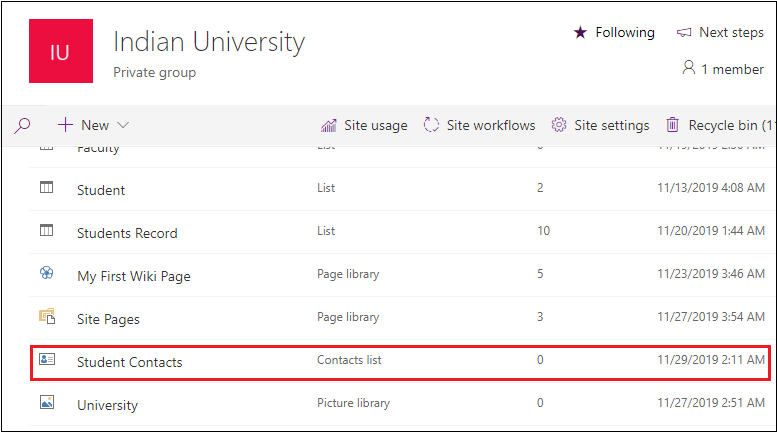 IU
Indian University
Private group
Following
Next steps
1 member
New
Site usage
Site workflows
Site settings
Recycle bin (11
Faculty List
Student List 2 11/13/2019 4:08 AM
Students Record List 10 11/20/2019 1:44 AM
My First Wiki Page Page library 5 11/23/2019 3:46 AM
Site Pages Page library 3 11/27/2019 3:54 AM
Student Contacts Contacts list 0 11/29/2019 2:11 AM
University Picture library 0 11/27/2019 2:51 AM